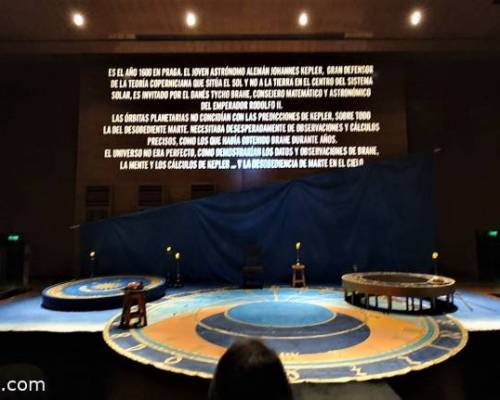 ES EL AÑO 1600 EN PRAGA. EL JOVEN ASTRÓNOMO ALEMÁN JOHANNES KEPLER, GRAN DEFENSOR
DE LA TEORÍA COPERNICIANA QUE SITÚA EL SOL Y NO A LA TIERRA EN EL CENTRO DEL SISTEMA
SOLAR, ES INVITADO POR EL DANÉS TYCHO BRAHE, CONSEJERO MATEMÁTICO Y ASTRONÓMICO
DEL EMPERADOR RODOLFO II.
LAS ÓRBITAS PLANETARIAS NO COINCIDÍAN CON LAS PREDICCIONES DE KEPLER, SOBRE TODO
LA DEL DESOBEDIENTE MARTE. NECESITABA DESESPERADAMENTE DE OBSERVACIONES Y CÁLCULOS
PRECISOS, COMO LOS QUE HABÍA OBTENIDO BRAHE DURANTE AÑOS.
EL UNIVERSO NO ERA PERFECTO, COMO DEMOSTRARÍAN LOS DATOS Y OBSERVACIONES DE BRAHE,
LA MENTE Y LOS CÁLCULOS DE KEPLER ...Y LA DESOBEDIENCIA DE MARTE EN EL CIELO
s.com